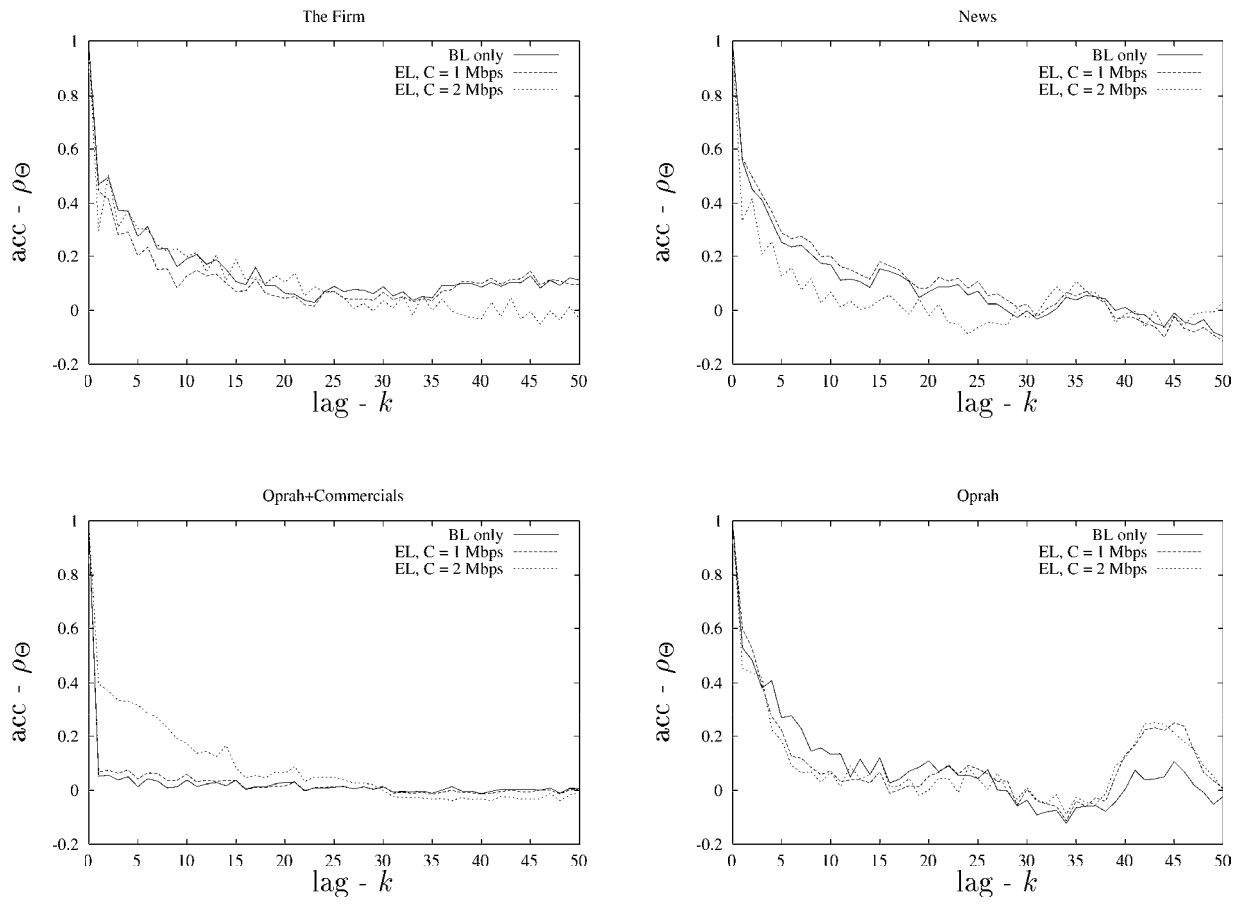 The Firm
1
0.8
0.6
0.4
0.2
0
-0.2
acc - ρΘ
BL only
EL, C = 1 Mbps
EL, C = 2 Mbps
0 5 10 15 20 25 30 35 40 45 50
lag - k
News
1
0.8
0.6
0.4
0.2
0
-0.2
acc - ρΘ
BL only
EL, C = 1 Mbps
EL, C = 2 Mbps
0 5 10 15 20 25 30 35 40 45 50
lag - k
Oprah+Commercials
1
0.8
0.6
0.4
0.2
0
-0.2
acc - ρΘ
BL only
EL, C = 1 Mbps
EL, C = 2 Mbps
0 5 10 15 20 25 30 35 40 45 50
lag - k
Oprah
1
0.8
0.6
0.4
0.2
0
-0.2
acc - ρΘ
BL only
EL, C = 1 Mbps
EL, C = 2 Mbps
0 5 10 15 20 25 30 35 40 45 50
lag - k